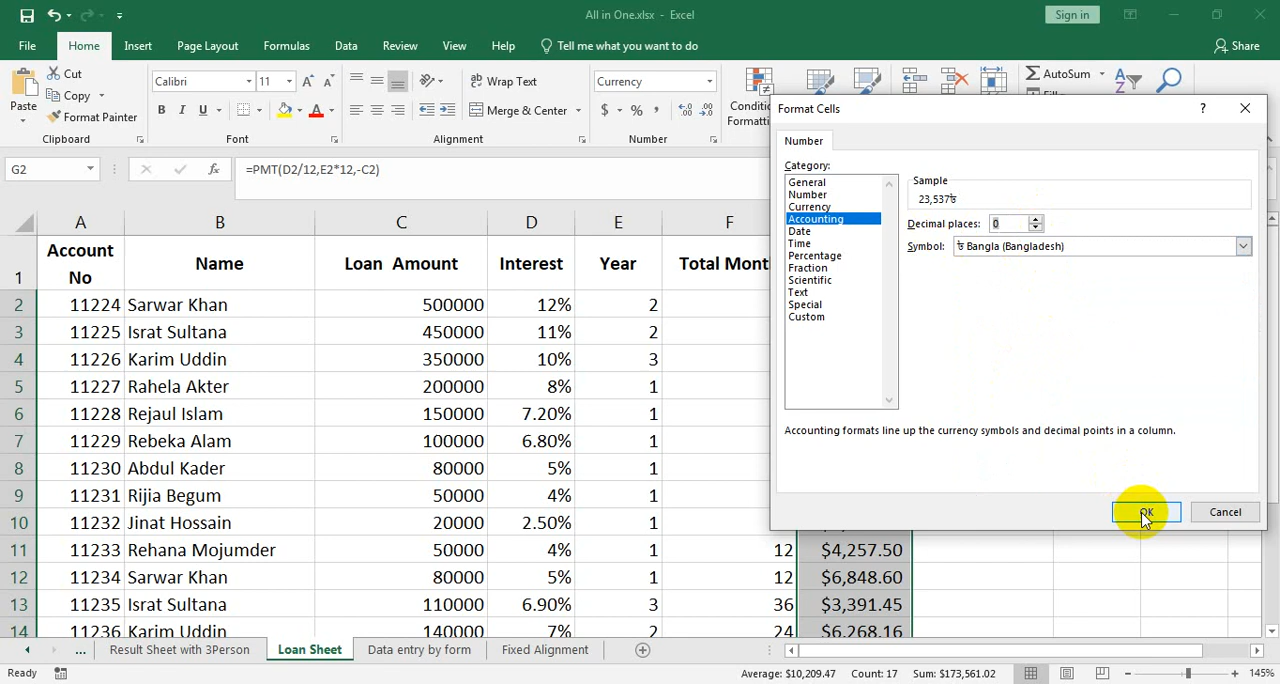 All in One.xlsx - Excel
Sign in
File Home Insert Page Layout Formulas Data Review View Help Tell me what you want to do Share
Paste
Cut
Copy
Format Painter
Clipboard
Calibri 11
B I U
Font
Wrap Text
Merge & Center
Alignment
Currency
$ % ,
Number
Formatti
AutoSum
G2 fx =PMT(D2/12,E2*12,-C2)
Format Cells ?
Number
Category:
General
Number
Currency
Accounting
Date
Time
Percentage
Fraction
Scientific
Text
Special
Custom
Sample
23,537৳
Decimal places: 0
Symbol: ৳ Bangla (Bangladesh)
Accounting formats line up the currency symbols and decimal points in a column.
OK Cancel
A B C D E F
1 Account No Name Loan Amount Interest Year Total Mont
2 11224 Sarwar Khan 500000 12% 2
3 11225 Israt Sultana 450000 11% 2
4 11226 Karim Uddin 350000 10% 3
5 11227 Rahela Akter 200000 8% 1
6 11228 Rejaul Islam 150000 7.20% 1
7 11229 Rebeka Alam 100000 6.80% 1
8 11230 Abdul Kader 80000 5% 1
9 11231 Rijia Begum 50000 4% 1
10 11232 Jinat Hossain 20000 2.50% 1
11 11233 Rehana Mojumder 50000 4% 1 12 $4,257.50
12 11234 Sarwar Khan 80000 5% 1 12 $6,848.60
13 11235 Israt Sultana 110000 6.90% 3 36 $3,391.45
14 11236 Karim Uddin 140000 7% 2 24 $6,268.16
... Result Sheet with 3Person Loan Sheet Data entry by form Fixed Alignment
Ready Average: $10,209.47 Count: 17 Sum: $173,561.02 145%